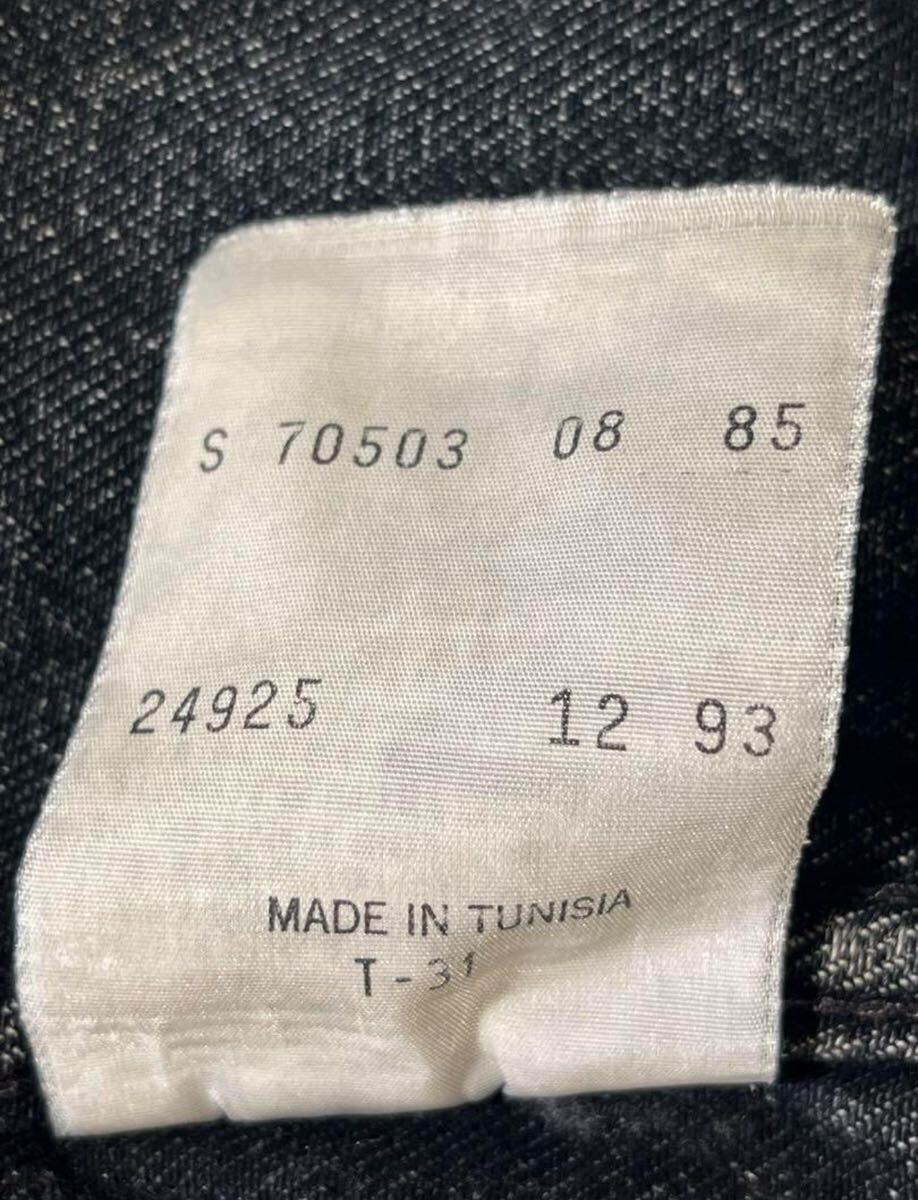 S 70503 08 85
24925 12 93
MADE IN TUNISIA
T-31